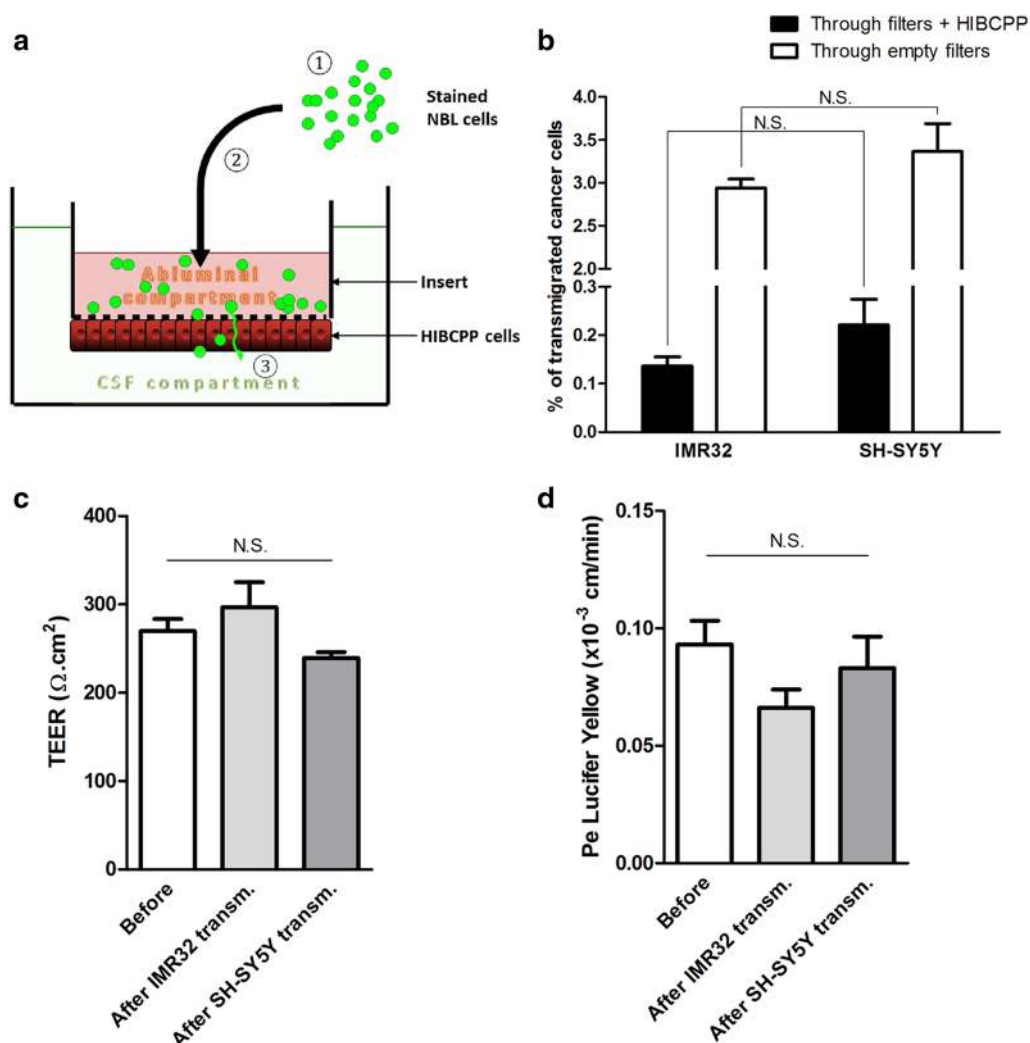 a
①
Stained
NBL cells
②
Abluminal
compartment
Insert
HIBCPP cells
③
CSF compartment
b
Through filters + HIBCPP
Through empty filters
% of transmigrated cancer cells
4.0
3.5
3.0
2.5
2.0
0.3
0.2
0.1
0.0
N.S.
N.S.
IMR32
SH-SY5Y
c
TEER (Ω.cm²)
400
300
200
100
0
N.S.
Before
After IMR32 transm.
After SH-SY5Y transm.
d
Pe Lucifer Yellow (x10⁻³ cm/min)
0.15
0.10
0.05
0.00
N.S.
Before
After IMR32 transm.
After SH-SY5Y transm.